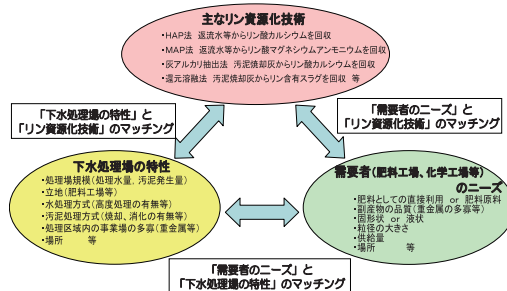 主なリン資源化技術
・HAP法 返流水等からリン酸カルシウムを回収
・MAP法 返流水等からリン酸マグネシウムアンモニウムを回収
・灰アルカリ抽出法 汚泥焼却灰からリン酸カルシウムを回収
・還元溶融法 汚泥焼却灰からリン含有スラグを回収 等
「下水処理場の特性」と
「リン資源化技術」のマッチング
「需要者のニーズ」と
「リン資源化技術」のマッチング
下水処理場の特性
・処理場規模(処理水量、汚泥発生量)
・立地(肥料工場等)
・水処理方式(高度処理の有無等)
・汚泥処理方式(焼却、消化の有無等)
・処理区域内の事業場の多寡(重金属等)
・場所 等
需要者(肥料工場、化学工場等)
のニーズ
・肥料としての直接利用 or 肥料原料
・副産物の品質(重金属の多寡等)
・固形状 or 液状
・粒径の大きさ
・供給量
・場所 等
「需要者のニーズ」と
「下水処理場の特性」のマッチング